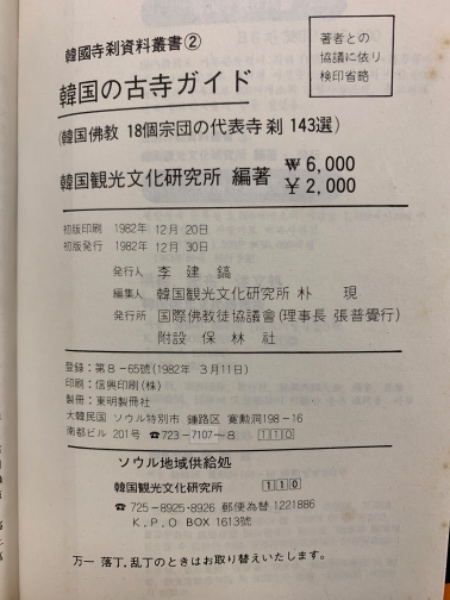 韓國寺刹資料叢書②
著者との
協議に依り
検印省略
韓国の古寺ガイド
(韓国佛教 18個宗団の代表寺刹 143選)
韓国観光文化研究所 編著 ₩6,000
¥2,000
初版印刷 1982年 12月 20日
初版発行 1982年 12月 30日
発行人 李 建 鎬
編集人 韓国観光文化研究所 朴 現
発行所 国際佛教徒協議會(理事長 張普覺行)
附設 保林社
登録:第8-65號(1982年 3月11日)
印刷:信興印刷(株)
製冊:東明製冊社
大韓民国 ソウル特別市 鍾路区 寛勳洞198-16
南都ビル 201号 ☎723-7107~8 110
ソウル地域供給処
韓国観光文化研究所 110
☎725-8925·8926 郵便為替1221886
K.P.O BOX 1613號
万一 落丁.乱丁のときはお取り替えいたします。